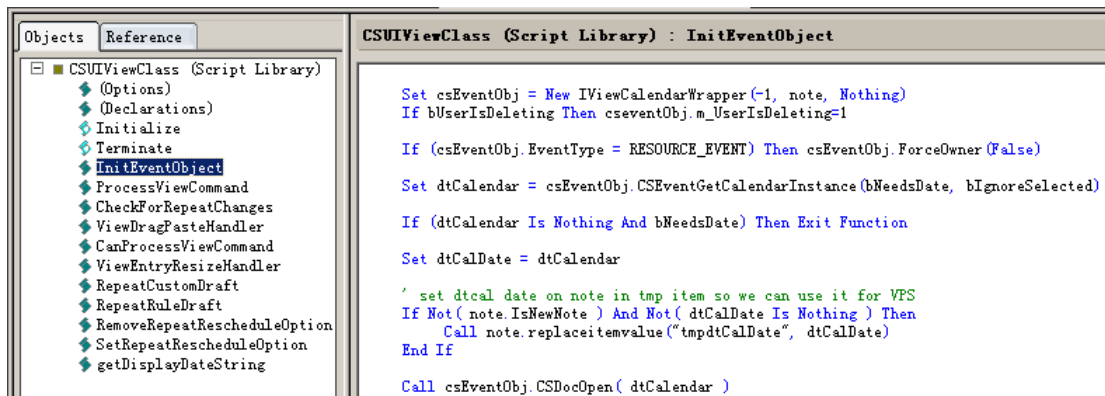 Objects
Reference
CSUIViewClass (Script Library)
(Options)
(Declarations)
Initialize
Terminate
InitEventObject
ProcessViewCommand
CheckForRepeatChanges
ViewDragPasteHandler
CanProcessViewCommand
ViewEntryResizeHandler
RepeatCustomDraft
RepeatRuleDraft
RemoveRepeatRescheduleOption
SetRepeatRescheduleOption
getDisplayDateString
CSUIViewClass (Script Library) : InitEventObject
Set csEventObj = New IViewCalendarWrapper(-1, note, Nothing)
If bUserIsDeleting Then cseventObj.m_UserIsDeleting=1
If (csEventObj.EventType = RESOURCE_EVENT) Then csEventObj.ForceOwner(False)
Set dtCalendar = csEventObj.CSEventGetCalendarInstance(bNeedsDate, bIgnoreSelected)
If (dtCalendar Is Nothing And bNeedsDate) Then Exit Function
Set dtCalDate = dtCalendar
' set dtcal date on note in tmp item so we can use it for VPS
If Not( note.IsNewNote ) And Not( dtCalDate Is Nothing ) Then
Call note.replaceitemvalue("tmpdtCalDate", dtCalDate)
End If
Call csEventObj.CSDocOpen( dtCalendar )